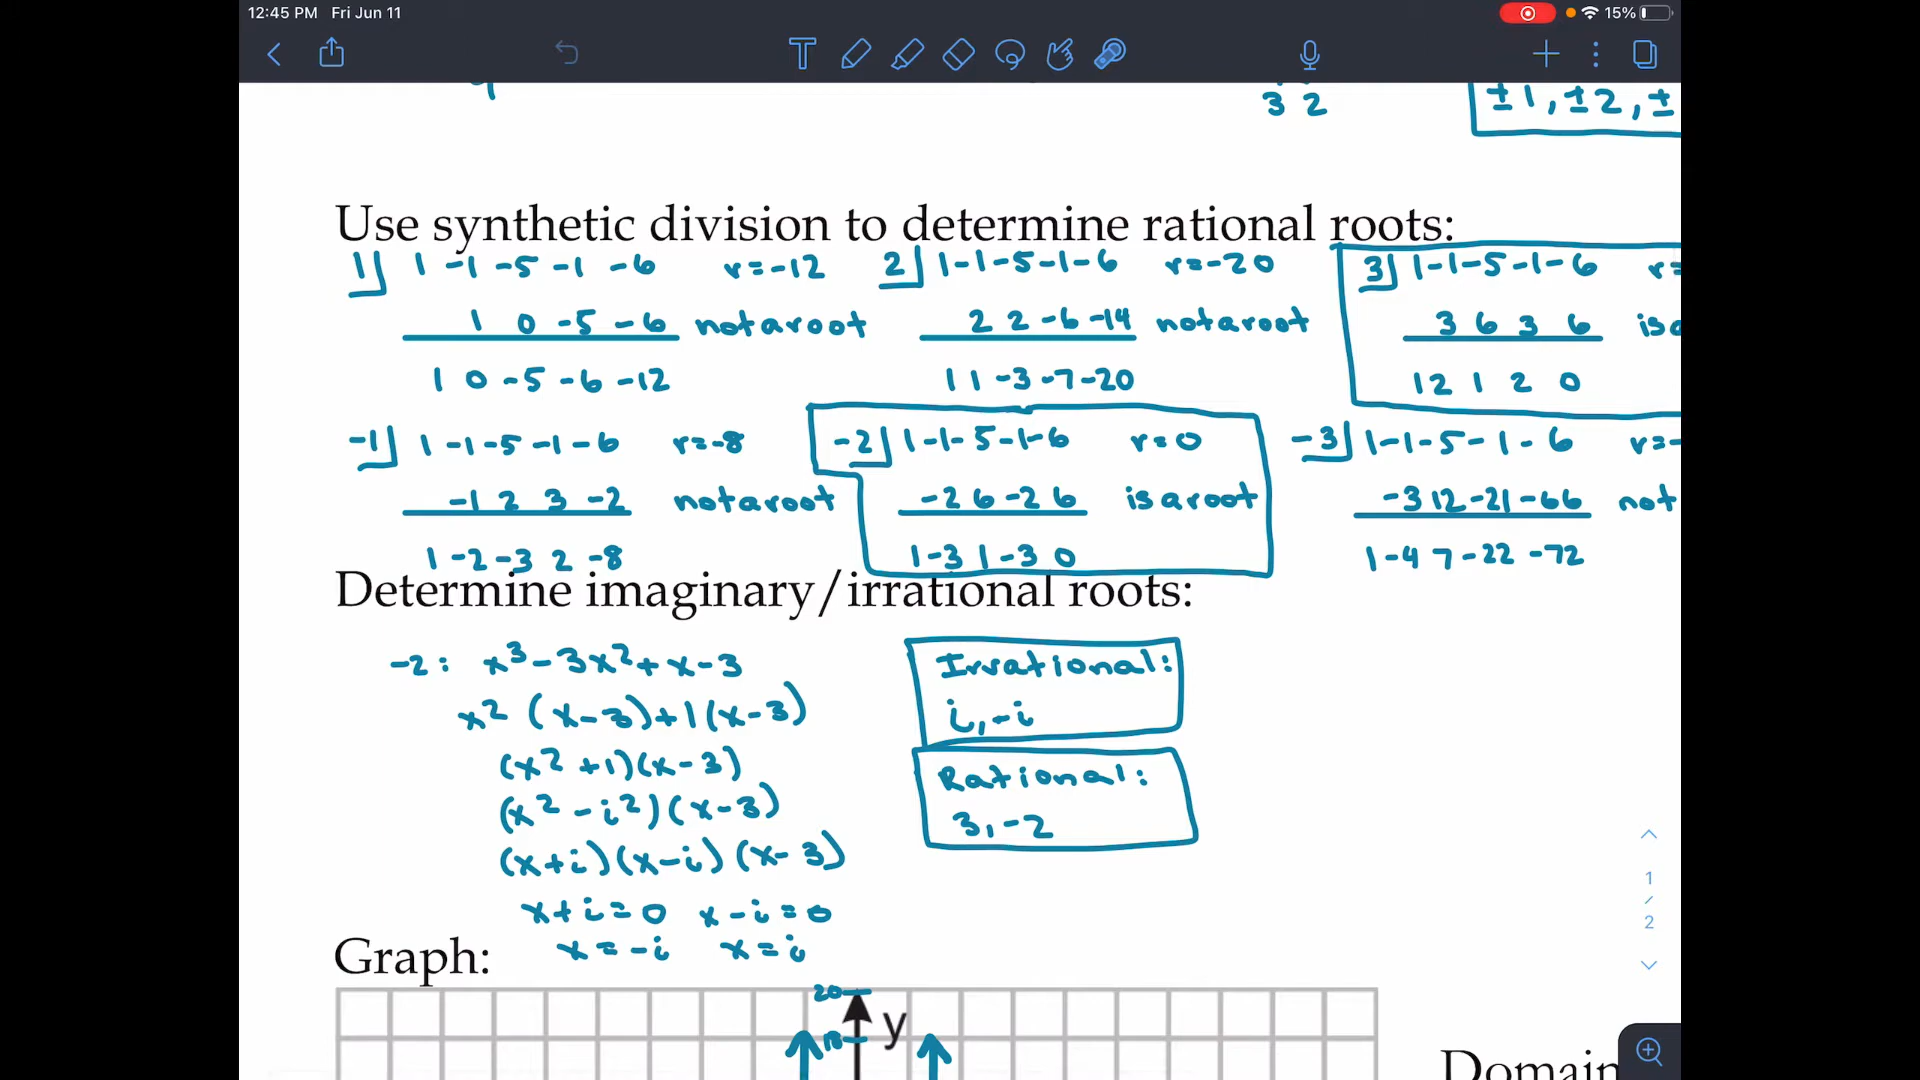 12:45 PM Fri Jun 11
15%
3 2
±1, ±2, ±
Use synthetic division to determine rational roots:
1⌋ 1 -1 -5 -1 -6 r=-12
1 0 -5 -6 not a root
1 0 -5 -6 -12
2⌋ 1 -1 -5 -1 -6 r=-20
2 2 -6 -14 not a root
1 1 -3 -7 -20
3⌋ 1 -1 -5 -1 -6 r=
3 6 3 6 is a
1 2 1 2 0
-1⌋ 1 -1 -5 -1 -6 r=-8
-1 2 3 -2 not a root
1 -2 -3 2 -8
-2⌋ 1 -1 -5 -1 -6 r=0
-2 6 -2 6 is a root
1 -3 1 -3 0
-3⌋ 1 -1 -5 -1 -6 r=-
-3 12 -21 -66 not
1 -4 7 -22 -72
Determine imaginary/irrational roots:
-2: x³-3x²+x-3
x² (x-3)+1(x-3)
(x²+1)(x-3)
(x²-i²)(x-3)
(x+i)(x-i)(x-3)
x+i=0 x-i=0
x=-i x=i
Irrational:
i, -i
Rational:
3, -2
1
2
Graph:
20
18
y
Domain